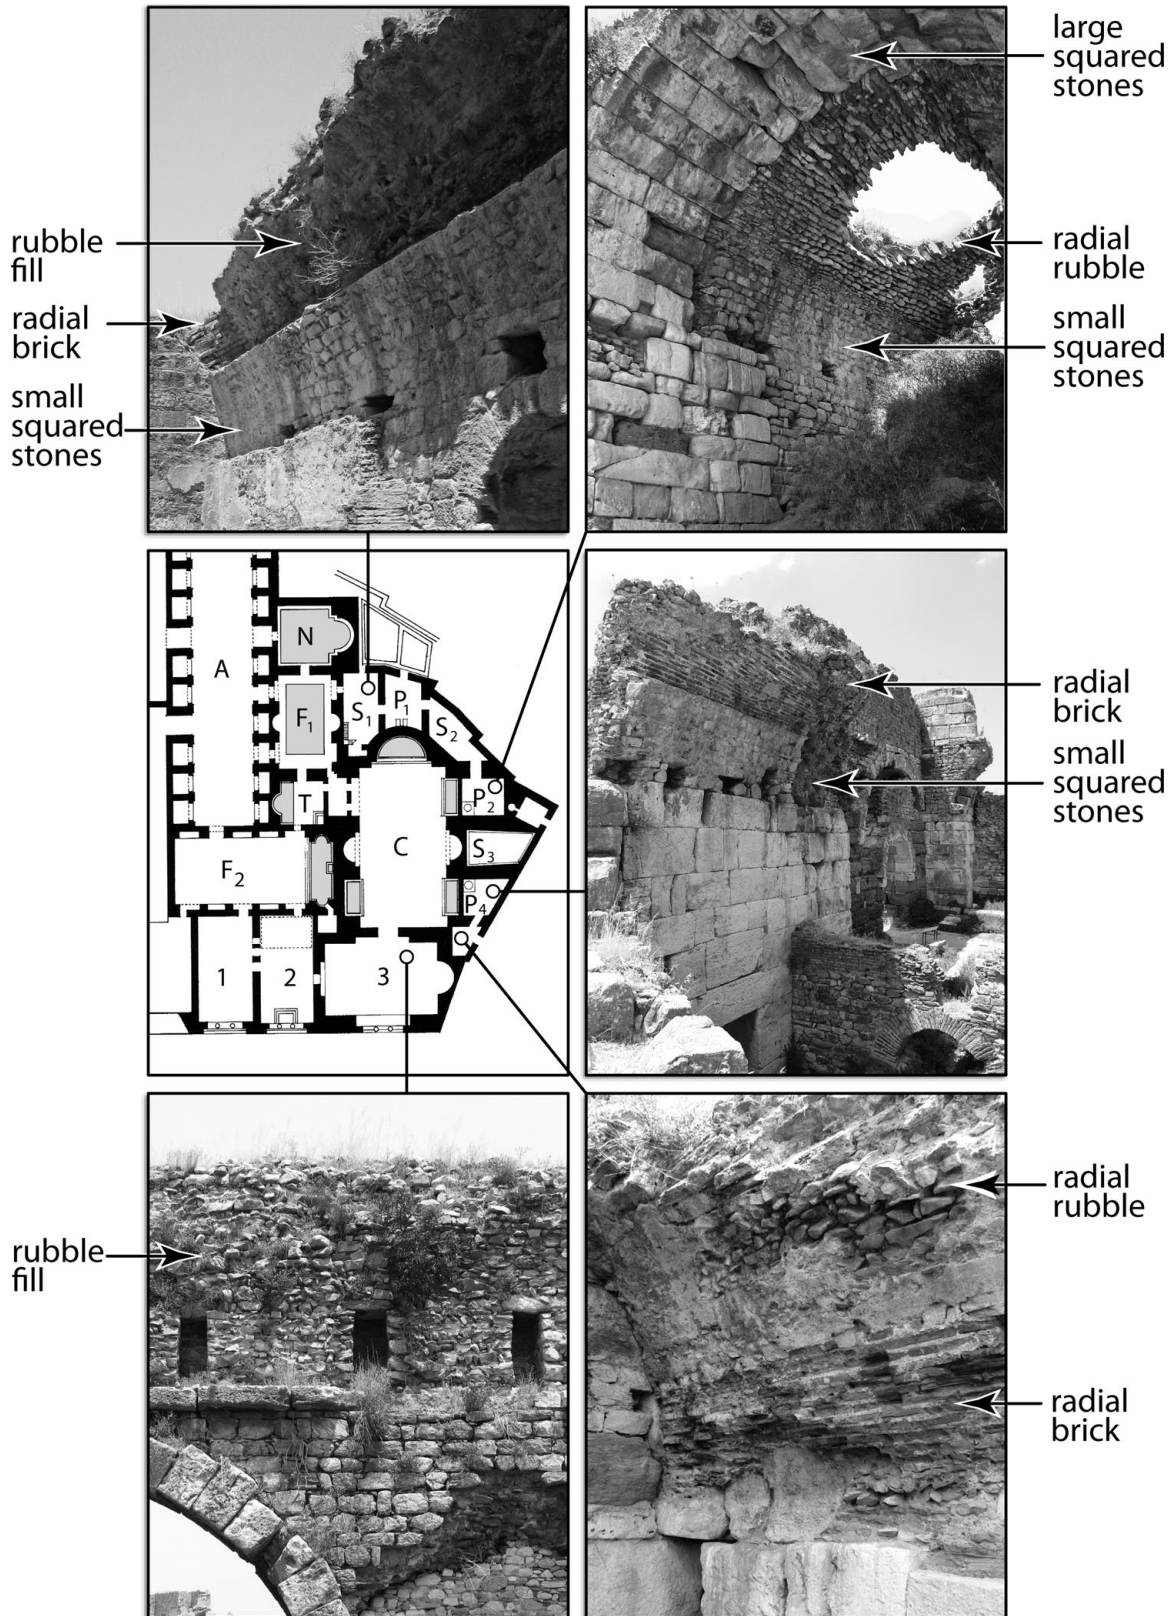 large
squared
stones
rubble
fill
radial
brick
small
squared
stones
radial
rubble
small
squared
stones
N
A
F1
S1
P1
S2
T
P2
C
S3
F2
P4
1
2
3
radial
brick
small
squared
stones
rubble
fill
radial
rubble
radial
brick